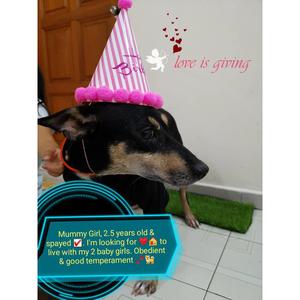 love is giving
Mummy Girl, 2.5 years old &
spayed ☑. I'm looking for ❤🏠 to
live with my 2 baby girls. Obedient
& good temperament 💉🐕